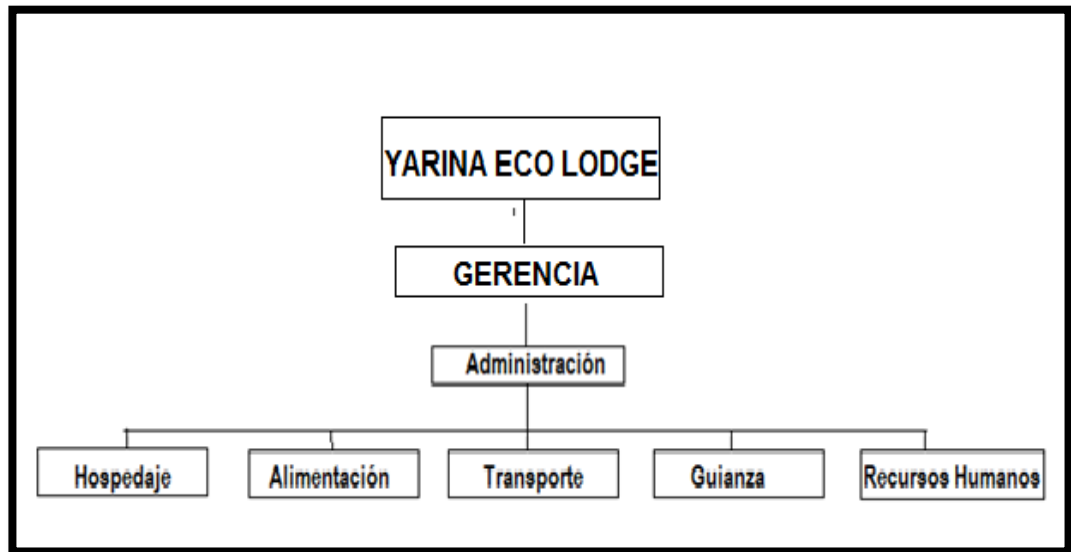 YARINA ECO LODGE
GERENCIA
Administración
Hospedaje
Alimentación
Transporte
Guianza
Recursos Humanos